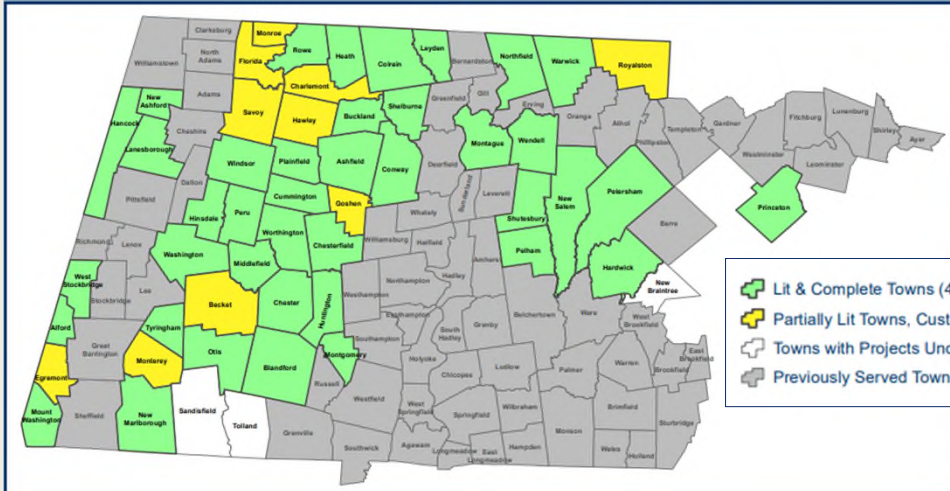 Clarksburg
Monroe
Rowe
Heath
Colrain
Leyden
Bernardston
Northfield
Warwick
Royalston
Williamstown
North
Adams
Florida
Adams
Savoy
Charlemont
Hawley
Buckland
Shelburne
Greenfield
Gill
Erving
Orange
Athol
Phillipston
Templeton
Gardner
Westminster
Fitchburg
Lunenburg
Leominster
Shirley
Ayer
Hancock
New
Ashford
Lanesborough
Cheshire
Windsor
Plainfield
Ashfield
Conway
Deerfield
Montague
Wendell
Sunderland
Leverett
Shutesbury
New
Salem
Petersham
Princeton
Pittsfield
Dalton
Hinsdale
Peru
Cummington
Goshen
Worthington
Chesterfield
Williamsburg
Whately
Hatfield
Pelham
Amherst
Barre
Hardwick
New
Braintree
Richmond
Lenox
Washington
Middlefield
Westhampton
Northampton
Hadley
West
Stockbridge
Stockbridge
Lee
Becket
Chester
Huntington
Easthampton
Southampton
South
Hadley
Granby
Belchertown
Ware
West
Brookfield
Alford
Great
Barrington
Tyringham
Otis
Blandford
Montgomery
Holyoke
Chicopee
Ludlow
Palmer
Warren
Brookfield
East
Brookfield
Egremont
Monterey
Russell
Westfield
West
Springfield
Springfield
Wilbraham
Monson
Brimfield
Sturbridge
Mount
Washington
Sheffield
New
Marlborough
Sandisfield
Tolland
Granville
Southwick
Agawam
Longmeadow
East
Longmeadow
Hampden
Wales
Holland
Lit & Complete Towns (4
Partially Lit Towns, Cust
Towns with Projects Und
Previously Served Town